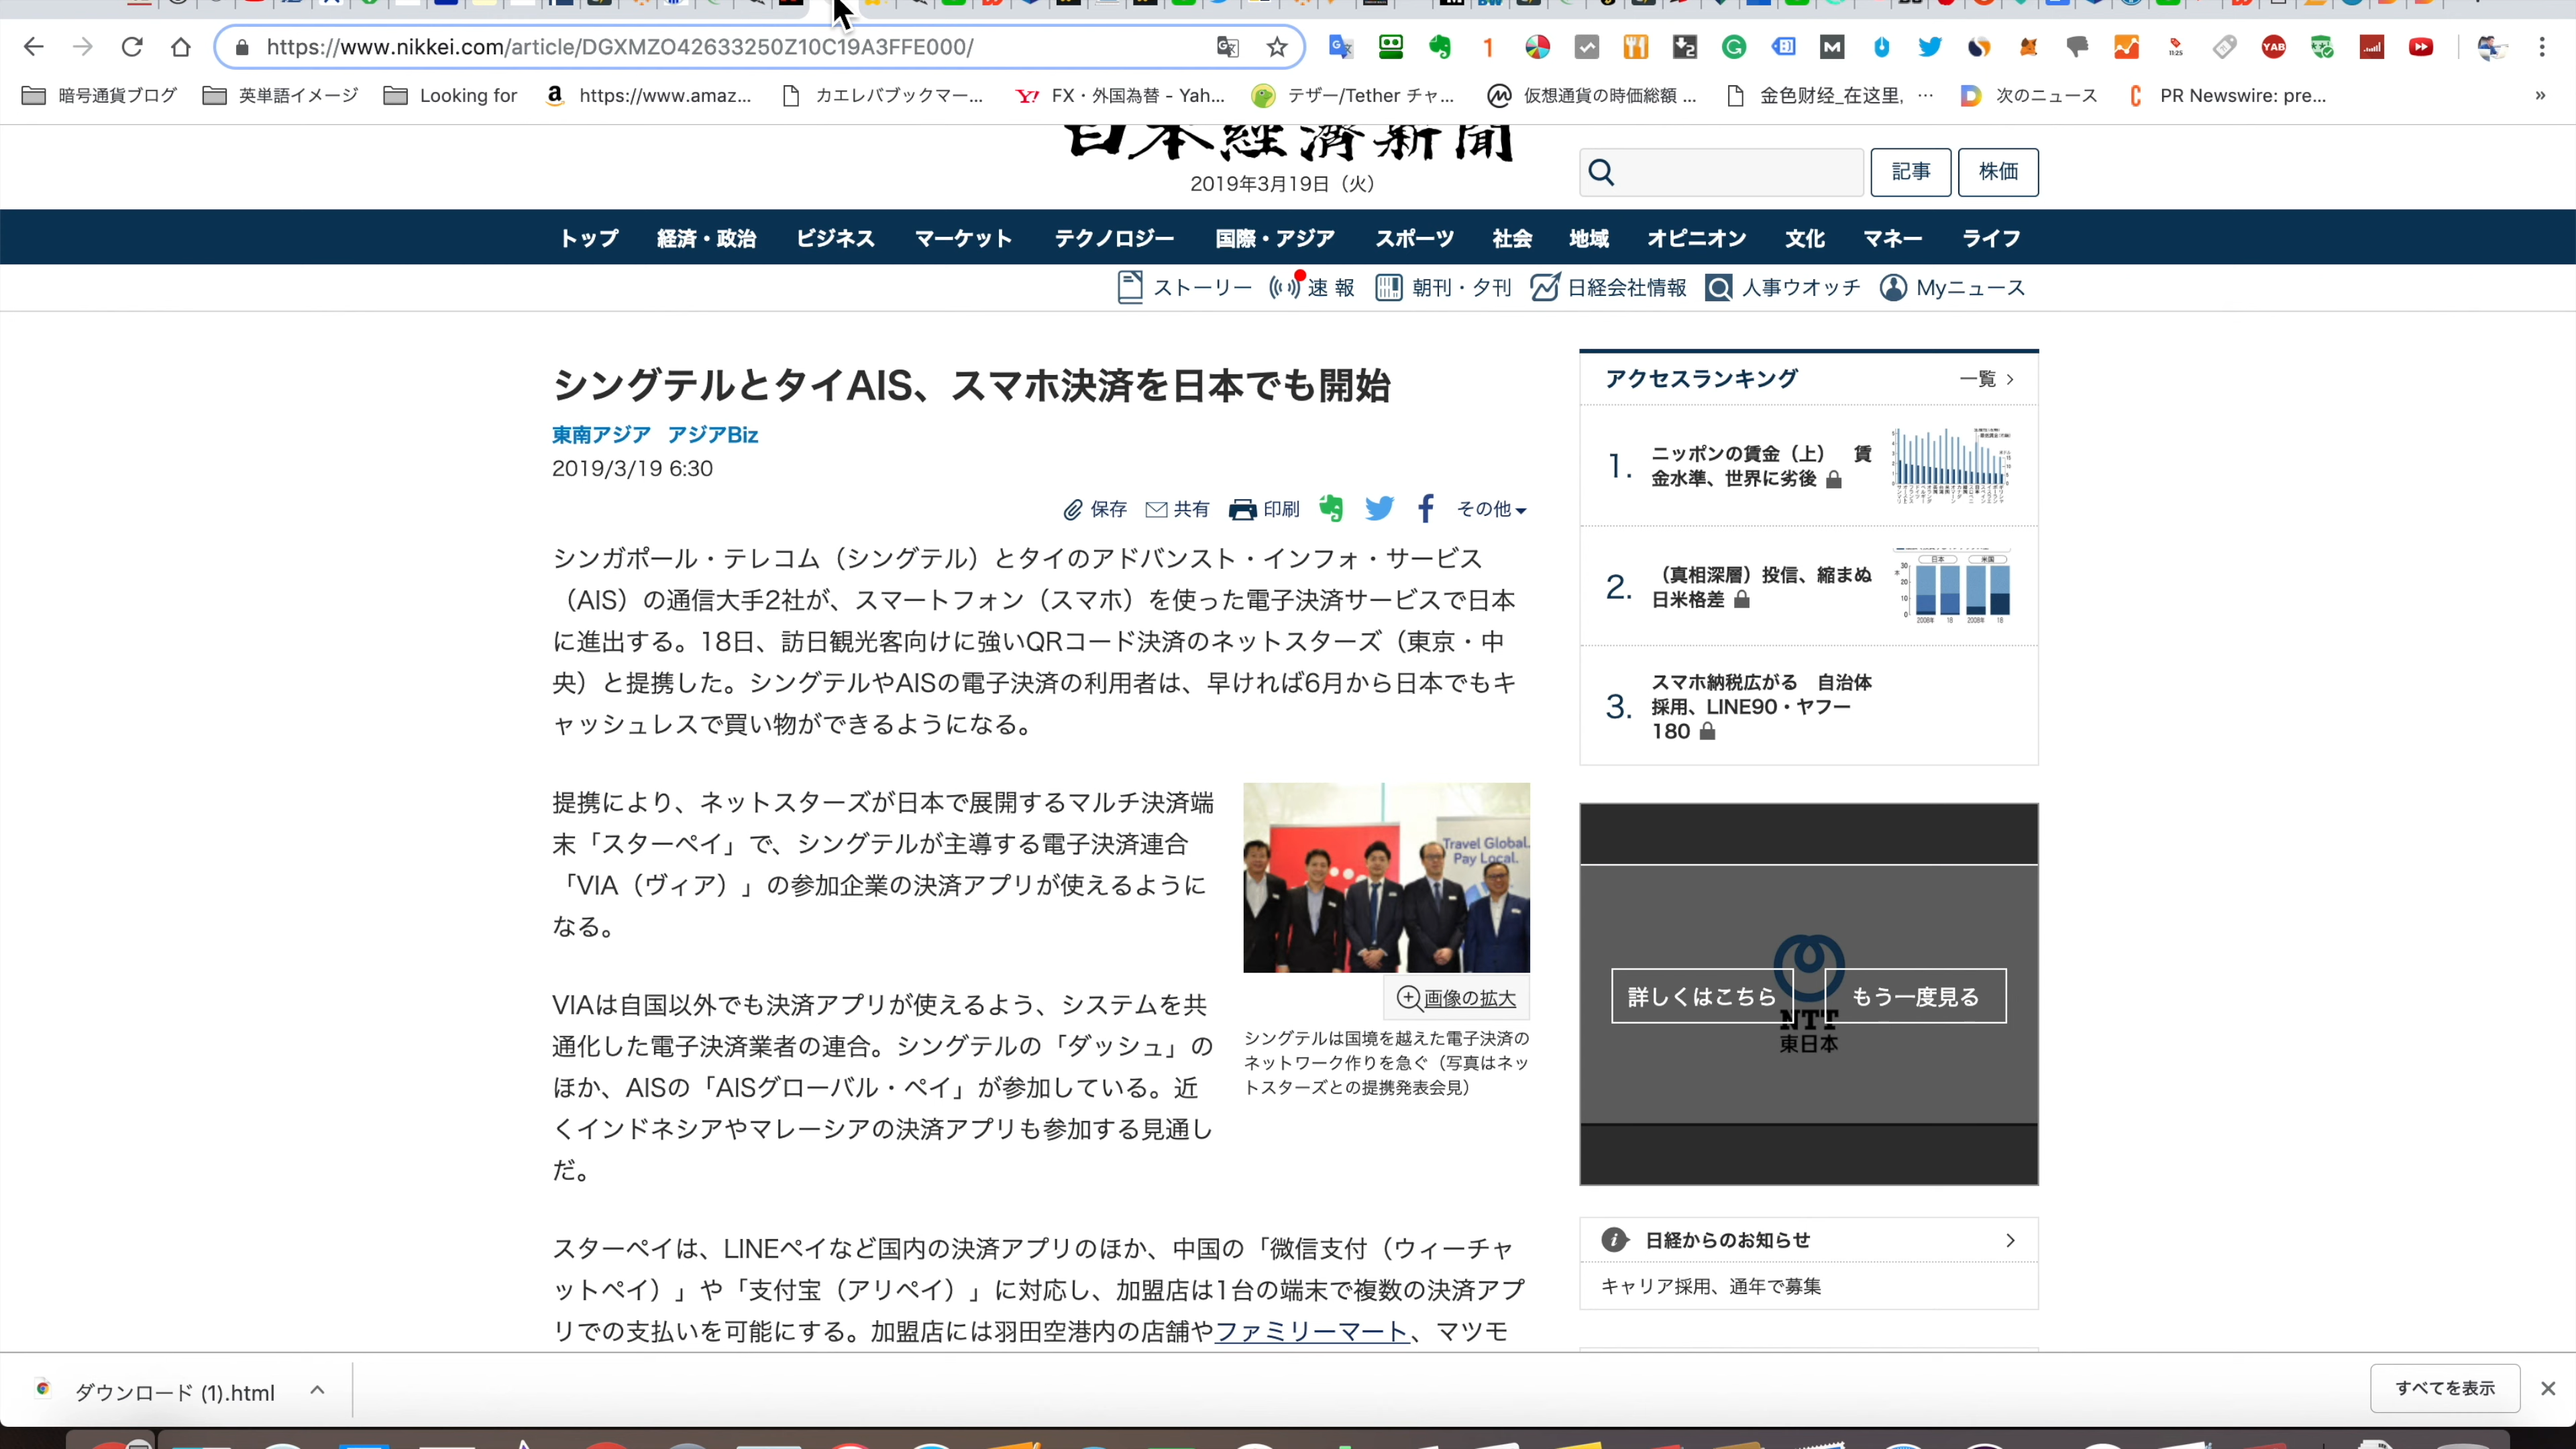 https://www.nikkei.com/article/DGXMZO42633250Z10C19A3FFE000/
暗号通貨ブログ
英単語イメージ
Looking for
https://www.amaz...
カエレバブックマー...
FX・外国為替 - Yah...
テザー/Tether チャ...
仮想通貨の時価総額 ...
金色财经_在这里, ...
次のニュース
PR Newswire: pre...
»
日本経済新聞
2019年3月19日（火）
記事
株価
トップ 経済・政治 ビジネス マーケット テクノロジー 国際・アジア スポーツ 社会 地域 オピニオン 文化 マネー ライフ
ストーリー 速報 朝刊・夕刊 日経会社情報 人事ウオッチ Myニュース
シングテルとタイAIS、スマホ決済を日本でも開始
東南アジア アジアBiz
2019/3/19 6:30
保存 共有 印刷 その他
シンガポール・テレコム（シングテル）とタイのアドバンスト・インフォ・サービス
（AIS）の通信大手2社が、スマートフォン（スマホ）を使った電子決済サービスで日本
に進出する。18日、訪日観光客向けに強いQRコード決済のネットスターズ（東京・中
央）と提携した。シングテルやAISの電子決済の利用者は、早ければ6月から日本でもキ
ャッシュレスで買い物ができるようになる。
提携により、ネットスターズが日本で展開するマルチ決済端
末「スターペイ」で、シングテルが主導する電子決済連合
「VIA（ヴィア）」の参加企業の決済アプリが使えるように
なる。
Travel Global.
Pay Local.
画像の拡大
シングテルは国境を越えた電子決済の
ネットワーク作りを急ぐ（写真はネッ
トスターズとの提携発表会見）
VIAは自国以外でも決済アプリが使えるよう、システムを共
通化した電子決済業者の連合。シングテルの「ダッシュ」の
ほか、AISの「AISグローバル・ペイ」が参加している。近
くインドネシアやマレーシアの決済アプリも参加する見通し
だ。
スターペイは、LINEペイなど国内の決済アプリのほか、中国の「微信支付（ウィーチャ
ットペイ）」や「支付宝（アリペイ）」に対応し、加盟店は1台の端末で複数の決済アプ
リでの支払いを可能にする。加盟店には羽田空港内の店舗やファミリーマート、マツモ
アクセスランキング
一覧
1. ニッポンの賃金（上） 賃
金水準、世界に劣後
2. （真相深層）投信、縮まぬ
日米格差
3. スマホ納税広がる 自治体
採用、LINE90・ヤフー
180
詳しくはこちら
もう一度見る
NTT
東日本
日経からのお知らせ
キャリア採用、通年で募集
ダウンロード (1).html
すべてを表示